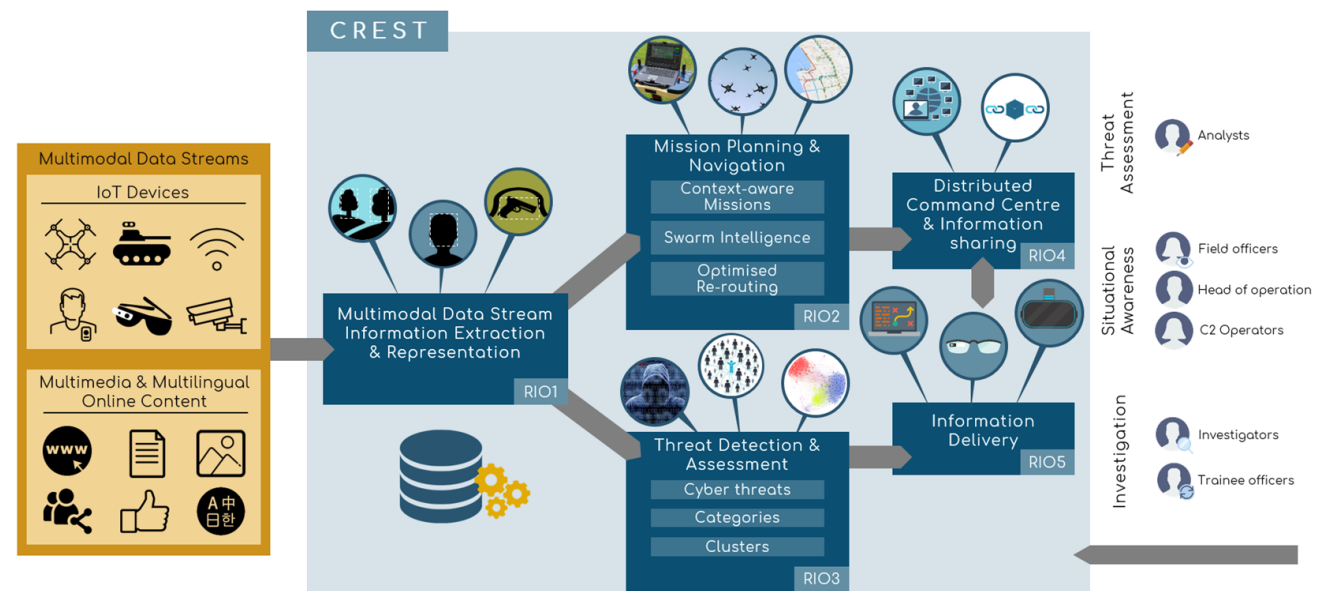 CREST
Multimodal Data Streams
IoT Devices
Multimedia & Multilingual
Online Content
www
A中
日한
Multimodal Data Stream
Information Extraction
& Representation
RIO1
Mission Planning &
Navigation
Context-aware
Missions
Swarm Intelligence
Optimised
Re-routing
RIO2
Threat Detection &
Assessment
Cyber threats
Categories
Clusters
RIO3
Distributed
Command Centre
& Information
sharing
RIO4
Information
Delivery
RIO5
Threat
Assessment
Analysts
Situational
Awareness
Field officers
Head of operation
C2 Operators
Investigation
Investigators
Trainee officers